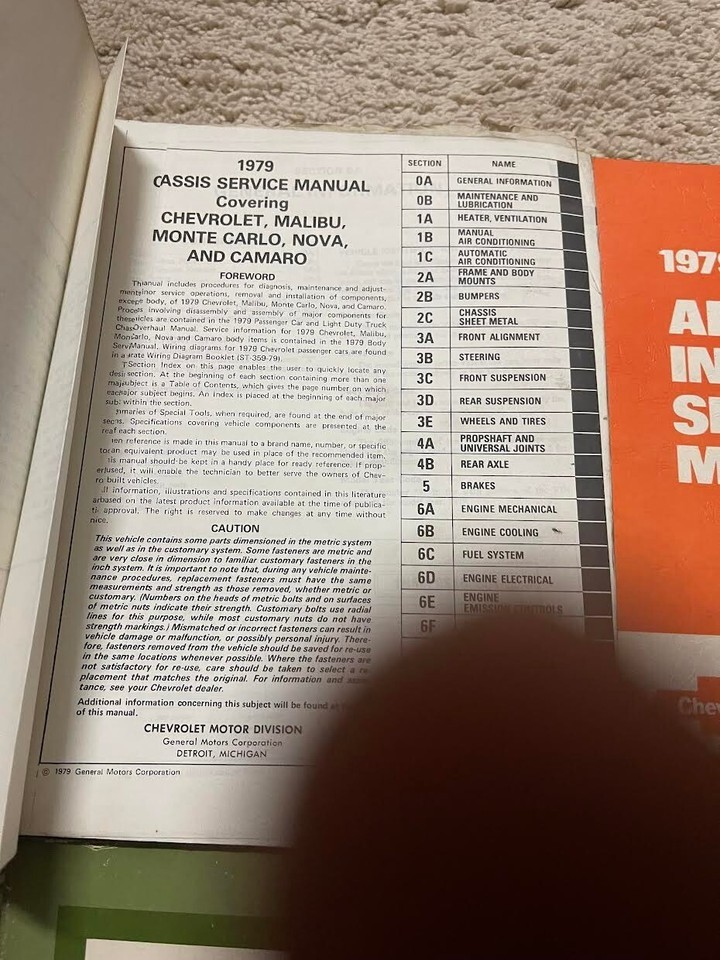 1979
CASSIS SERVICE MANUAL
Covering
CHEVROLET, MALIBU,
MONTE CARLO, NOVA,
AND CAMARO
FOREWORD
manual includes procedures for diagnosis, maintenance and adjust-
service operations, removal and installation of components,
except body, of 1979 Chevrolet, Malibu, Monte Carlo, Nova, and Camaro.
involving disassembly and assembly of major components for
these are contained in the 1979 Passenger Car and Light Duty Truck
Overhaul Manual. Service information for 1979 Chevrolet, Malibu,
Nova and Camaro body items is contained in the 1979 Body
Manual. Wiring diagrams for 1979 Chevrolet passenger cars are found
in Wiring Diagram Booklet (ST-359-79).
Section Index on this page enables the user to quickly locate any
section. At the beginning of each section containing more than one
subject is a Table of Contents, which gives the page number on which
major subject begins. An index is placed at the beginning of each major
within the section.
of Special Tools, when required, are found at the end of major
Specifications covering vehicle components are presented at the
each section.
reference is made in this manual to a brand name, number, or specific
equivalent product may be used in place of the recommended item.
manual should be kept in a handy place for ready reference. If prop-
used, it will enable the technician to better serve the owners of Chev-
built vehicles.
information, illustrations and specifications contained in this literature
based on the latest product information available at the time of publica-
approval. The right is reserved to make changes at any time without
CAUTION
This vehicle contains some parts dimensioned in the metric system
as well as in the customary system. Some fasteners are metric and
are very close in dimension to familiar customary fasteners in the
inch system. It is important to note that, during any vehicle mainte-
nance procedures, replacement fasteners must have the same
measurements and strength as those removed, whether metric or
customary. (Numbers on the heads of metric bolts and on surfaces
of metric nuts indicate their strength. Customary bolts use radial
lines for this purpose, while most customary nuts do not have
strength markings.) Mismatched or incorrect fasteners can result in
vehicle damage or malfunction, or possibly personal injury. There-
fore, fasteners removed from the vehicle should be saved for re-use
in the same locations whenever possible. Where the fasteners are
not satisfactory for re-use, care should be taken to select a re-
placement that matches the original. For information and assis-
tance, see your Chevrolet dealer.
Additional information concerning this subject will be found at
of this manual.
CHEVROLET MOTOR DIVISION
General Motors Corporation
DETROIT, MICHIGAN
© 1979 General Motors Corporation
SECTION NAME
0A GENERAL INFORMATION
0B MAINTENANCE AND
LUBRICATION
1A HEATER, VENTILATION
1B MANUAL
AIR CONDITIONING
1C AUTOMATIC
AIR CONDITIONING
2A FRAME AND BODY
MOUNTS
2B BUMPERS
2C CHASSIS
SHEET METAL
3A FRONT ALIGNMENT
3B STEERING
3C FRONT SUSPENSION
3D REAR SUSPENSION
3E WHEELS AND TIRES
4A PROPSHAFT AND
UNIVERSAL JOINTS
4B REAR AXLE
5 BRAKES
6A ENGINE MECHANICAL
6B ENGINE COOLING
6C FUEL SYSTEM
6D ENGINE ELECTRICAL
6E ENGINE
EMISSION CONTROLS
6F
1979
IN
Chev